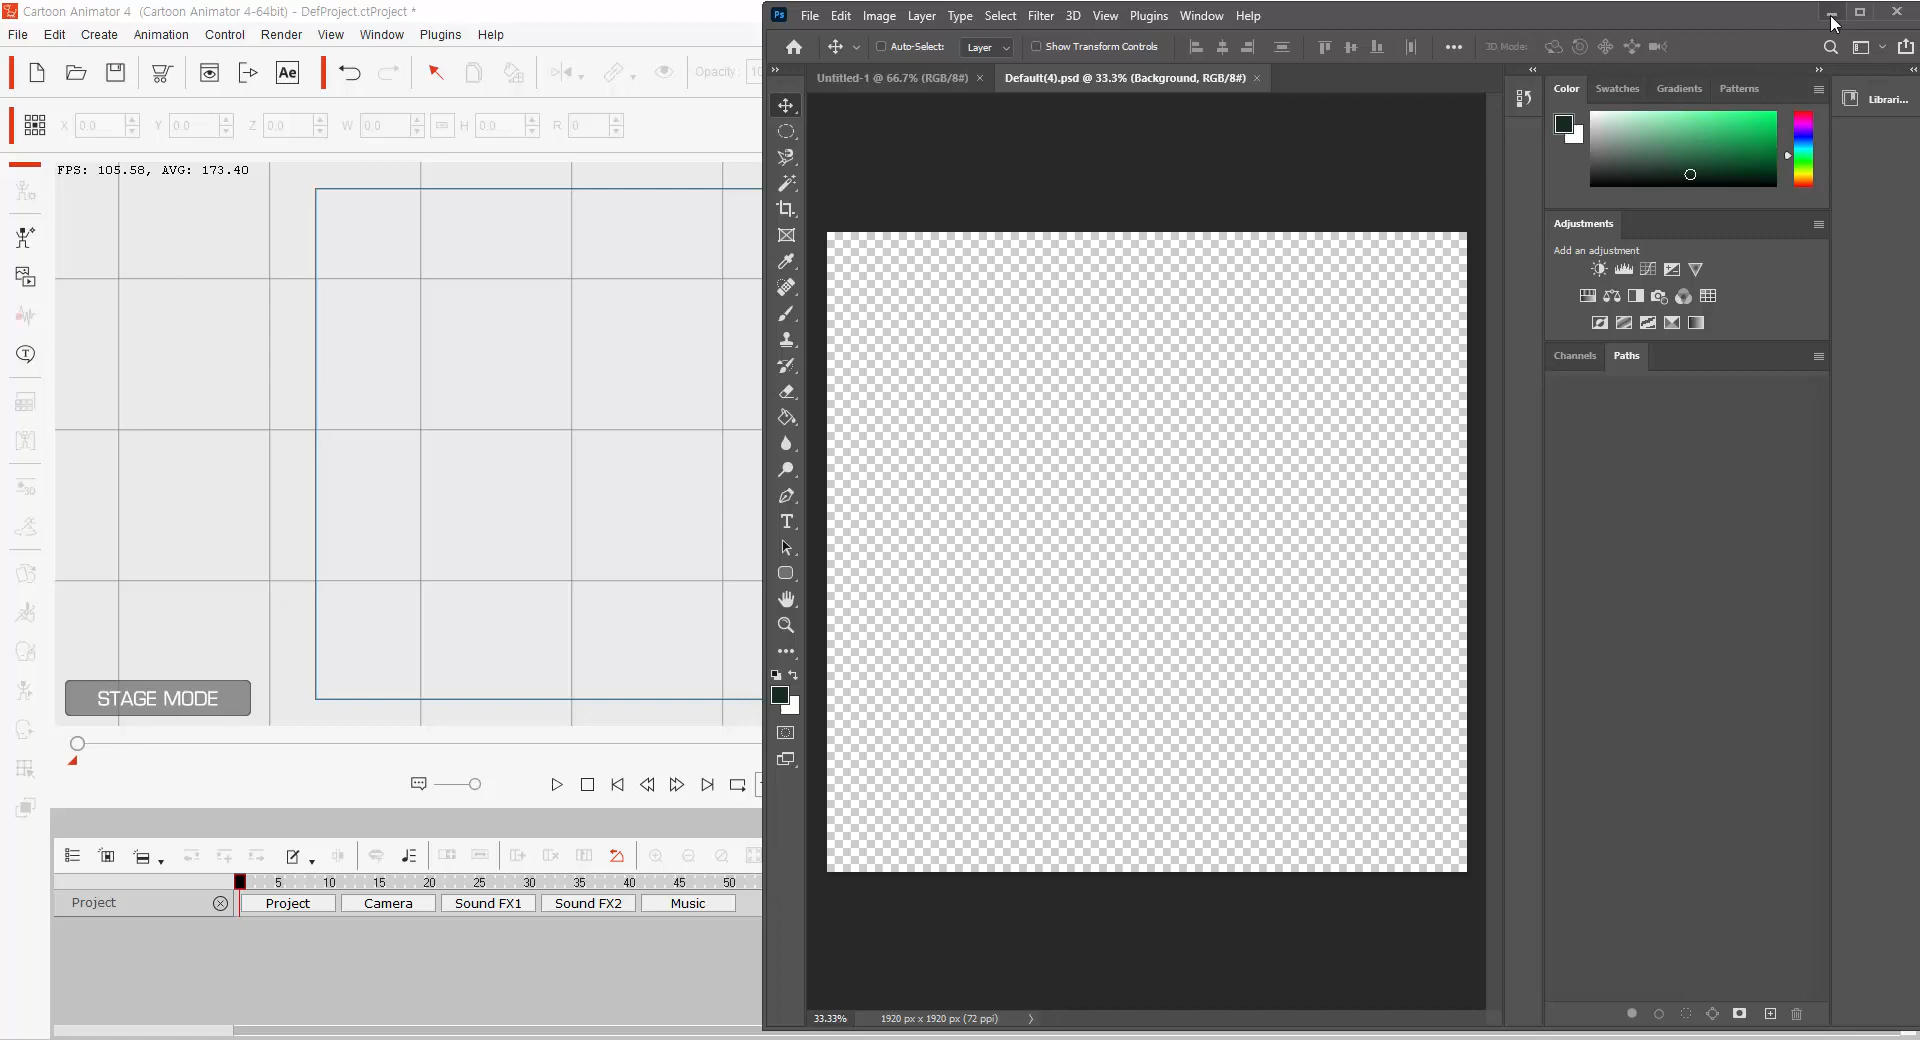 Cartoon Animator 4  (Cartoon Animator 4-64bit) - DefProject.ctProject *
File Edit Create Animation Control Render View Window Plugins Help
Ae
Opacity: 10
X 0.0 Y 0.0 Z 0.0 W 0.0 H 0.0 R 0
FPS: 105.58, AVG: 173.40
STAGE MODE
5 10 15 20 25 30 35 40 45 50
Project Project Camera Sound FX1 Sound FX2 Music
Ps File Edit Image Layer Type Select Filter 3D View Plugins Window Help
Auto-Select: Layer Show Transform Controls 3D Mode:
Untitled-1 @ 66.7% (RGB/8#) × Default(4).psd @ 33.3% (Background, RGB/8#) ×
33.33% 1920 px x 1920 px (72 ppi)
Color Swatches Gradients Patterns
Librari...
Adjustments
Add an adjustment
Channels Paths